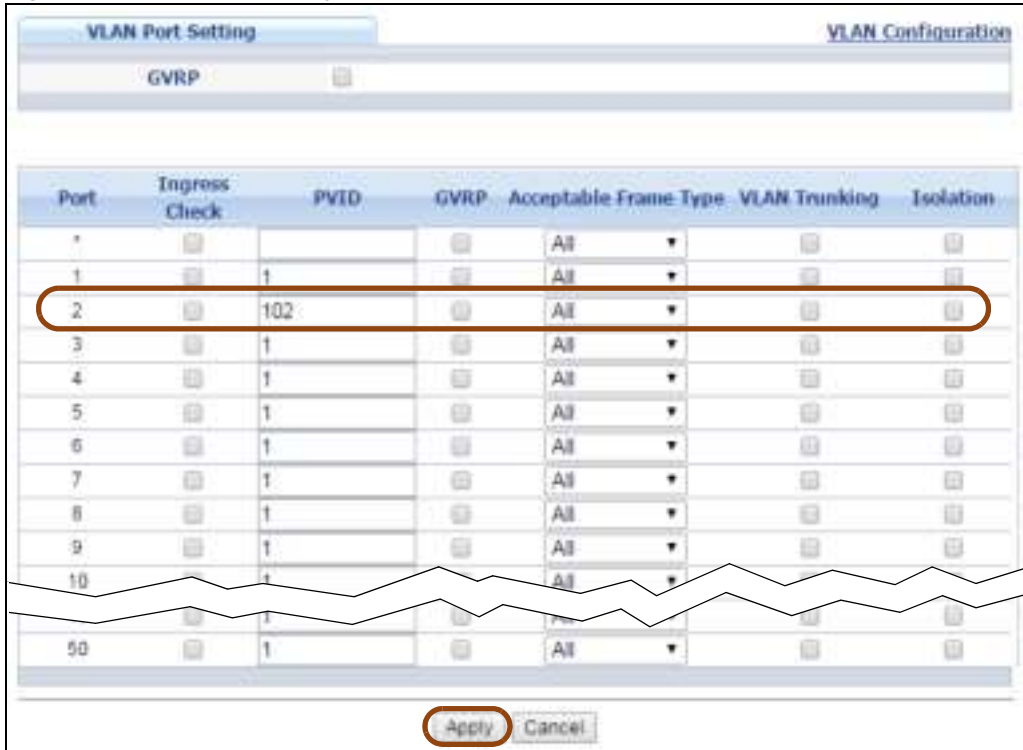 VLAN Port Setting VLAN Configuration
GVRP
Port Ingress Check PVID GVRP Acceptable Frame Type VLAN Trunking Isolation
* All
1 1 All
2 102 All
3 1 All
4 1 All
5 1 All
6 1 All
7 1 All
8 1 All
9 1 All
10 1 All
1 All
50 1 All
Apply Cancel